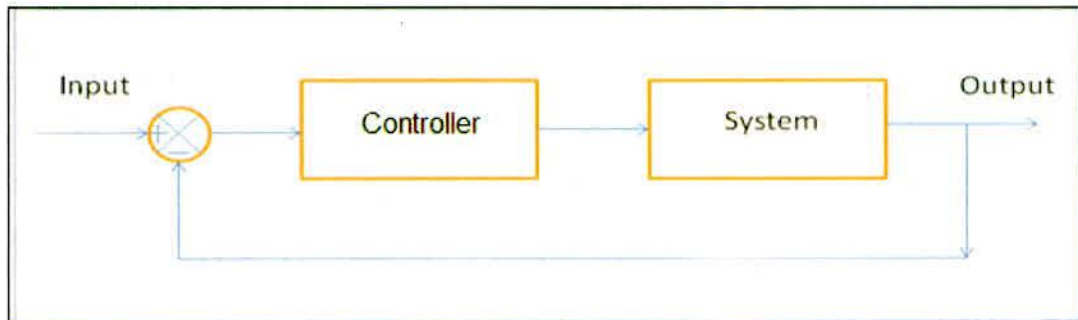 Input
Output
Controller
System
+
−